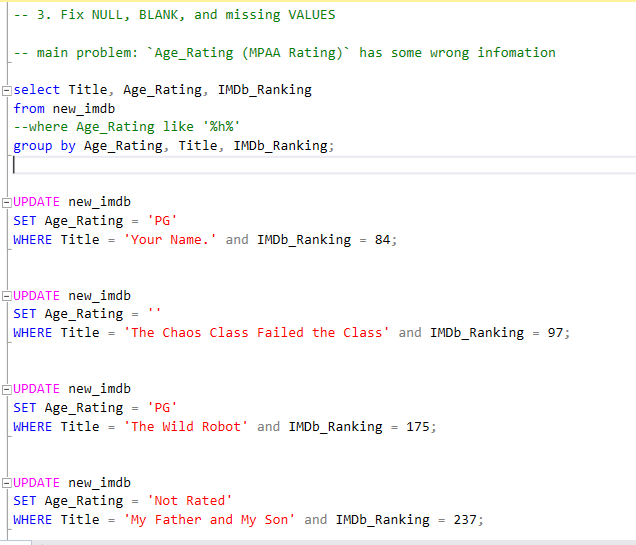 -- 3. Fix NULL, BLANK, and missing VALUES
-- main problem: `Age_Rating (MPAA Rating)` has some wrong infomation
select Title, Age_Rating, IMDb_Ranking
from new_imdb
--where Age_Rating like '%h%'
group by Age_Rating, Title, IMDb_Ranking;
UPDATE new_imdb
SET Age_Rating = 'PG'
WHERE Title = 'Your Name.' and IMDb_Ranking = 84;
UPDATE new_imdb
SET Age_Rating = ''
WHERE Title = 'The Chaos Class Failed the Class' and IMDb_Ranking = 97;
UPDATE new_imdb
SET Age_Rating = 'PG'
WHERE Title = 'The Wild Robot' and IMDb_Ranking = 175;
UPDATE new_imdb
SET Age_Rating = 'Not Rated'
WHERE Title = 'My Father and My Son' and IMDb_Ranking = 237;